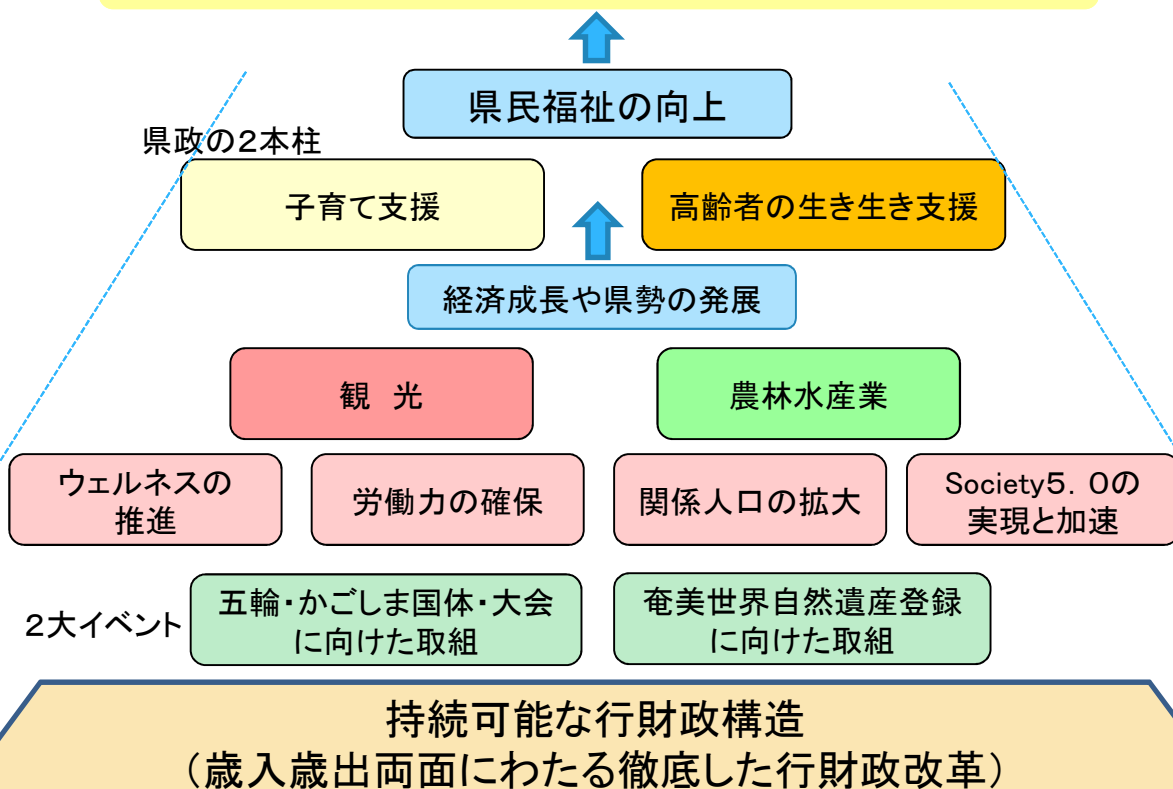 県民福祉の向上
県政の2本柱
子育て支援
高齢者の生き生き支援
経済成長や県勢の発展
観　光
農林水産業
ウェルネスの
推進
労働力の確保
関係人口の拡大
Society5．0の
実現と加速
2大イベント
五輪・かごしま国体・大会
に向けた取組
奄美世界自然遺産登録
に向けた取組
持続可能な行財政構造
（歳入歳出両面にわたる徹底した行財政改革）